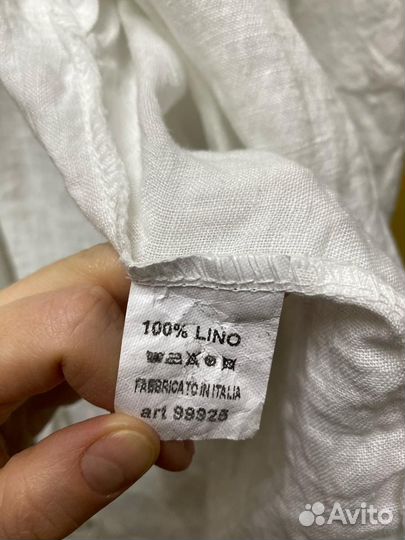 100% LINO
FABBRICATO IN ITALIA
art 99925
Avito